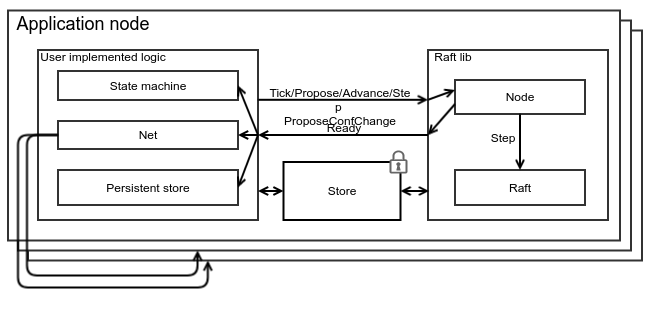 Application node
User implemented logic
Raft lib
State machine
Tick/Propose/Advance/Ste
p
ProposeConfChange
Ready
Node
Net
Step
Persistent store
Store
Raft